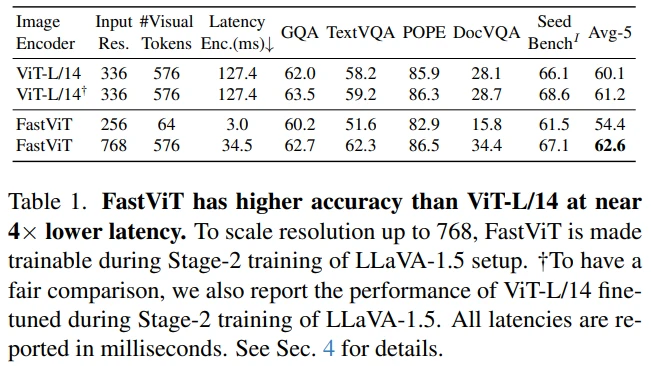 Image Encoder Input Res. #Visual Tokens Latency Enc.(ms)↓ GQA TextVQA POPE DocVQA Seed Bench^I Avg-5
ViT-L/14 336 576 127.4 62.0 58.2 85.9 28.1 66.1 60.1
ViT-L/14† 336 576 127.4 63.5 59.2 86.3 28.7 68.6 61.2
FastViT 256 64 3.0 60.2 51.6 82.9 15.8 61.5 54.4
FastViT 768 576 34.5 62.7 62.3 86.5 34.4 67.1 62.6
Table 1. FastViT has higher accuracy than ViT-L/14 at near
4× lower latency. To scale resolution up to 768, FastViT is made
trainable during Stage-2 training of LLaVA-1.5 setup. †To have a
fair comparison, we also report the performance of ViT-L/14 fine-
tuned during Stage-2 training of LLaVA-1.5. All latencies are re-
ported in milliseconds. See Sec. 4 for details.